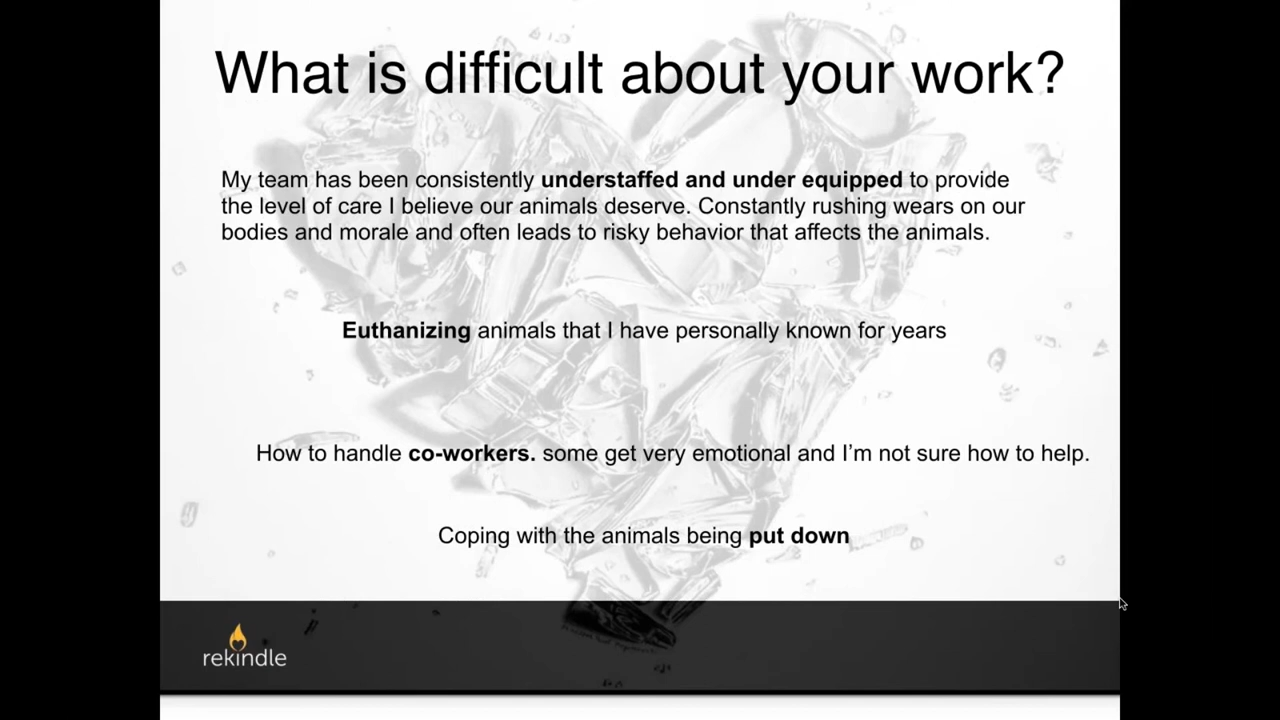 What is difficult about your work?
My team has been consistently understaffed and under equipped to provide
the level of care I believe our animals deserve. Constantly rushing wears on our
bodies and morale and often leads to risky behavior that affects the animals.
Euthanizing animals that I have personally known for years
How to handle co-workers. some get very emotional and I'm not sure how to help.
Coping with the animals being put down
rekindle